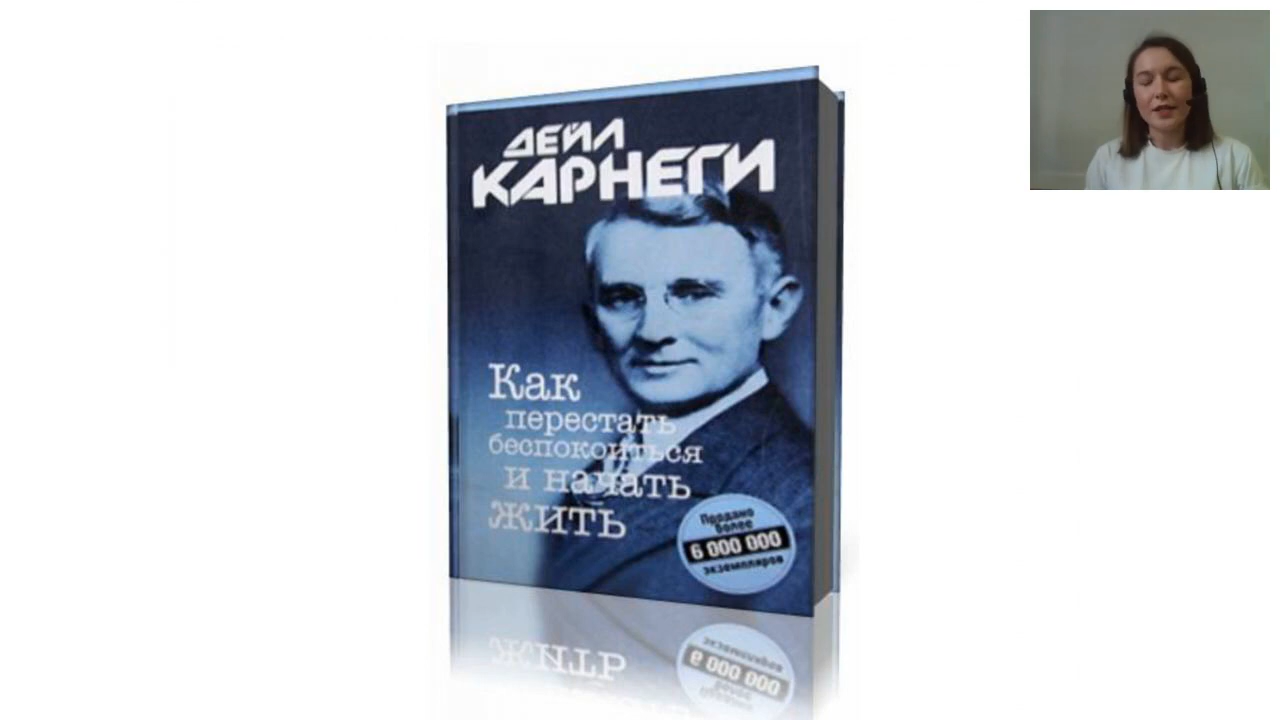 ДЕЙЛ
КАРНЕГИ
Как
перестать
беспокоиться
и начать
жить
Продано
более
6 000 000
экземпляров